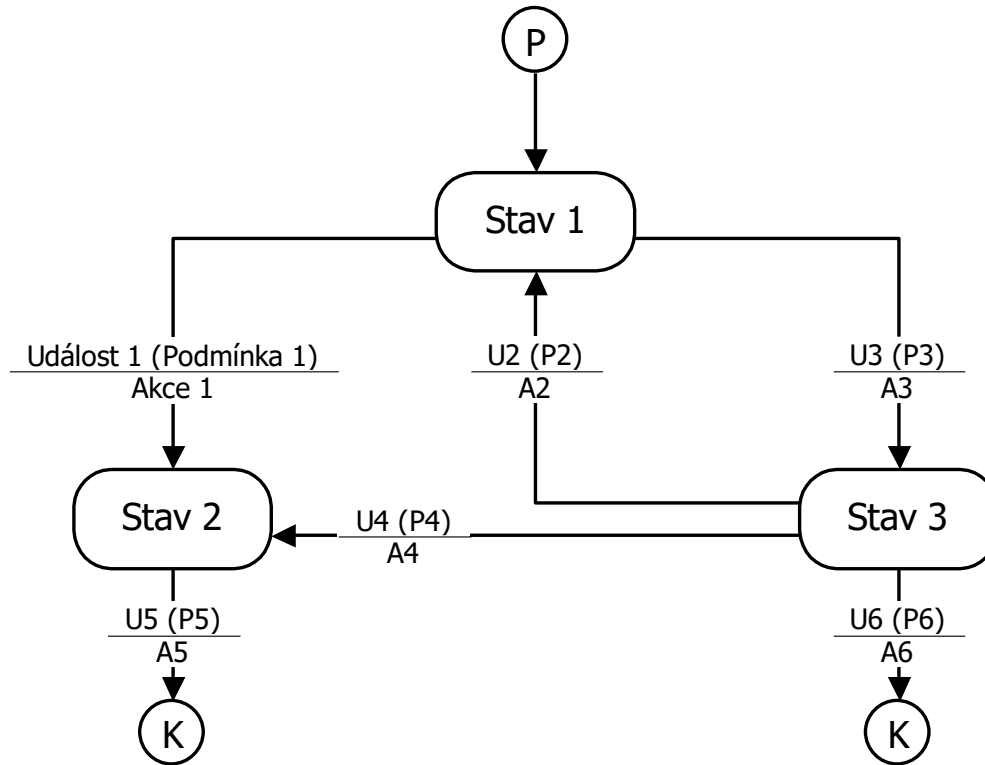 P
Stav 1
Událost 1 (Podmínka 1)
Akce 1
U2 (P2)
A2
U3 (P3)
A3
Stav 2
U4 (P4)
A4
Stav 3
U5 (P5)
A5
U6 (P6)
A6
K
K